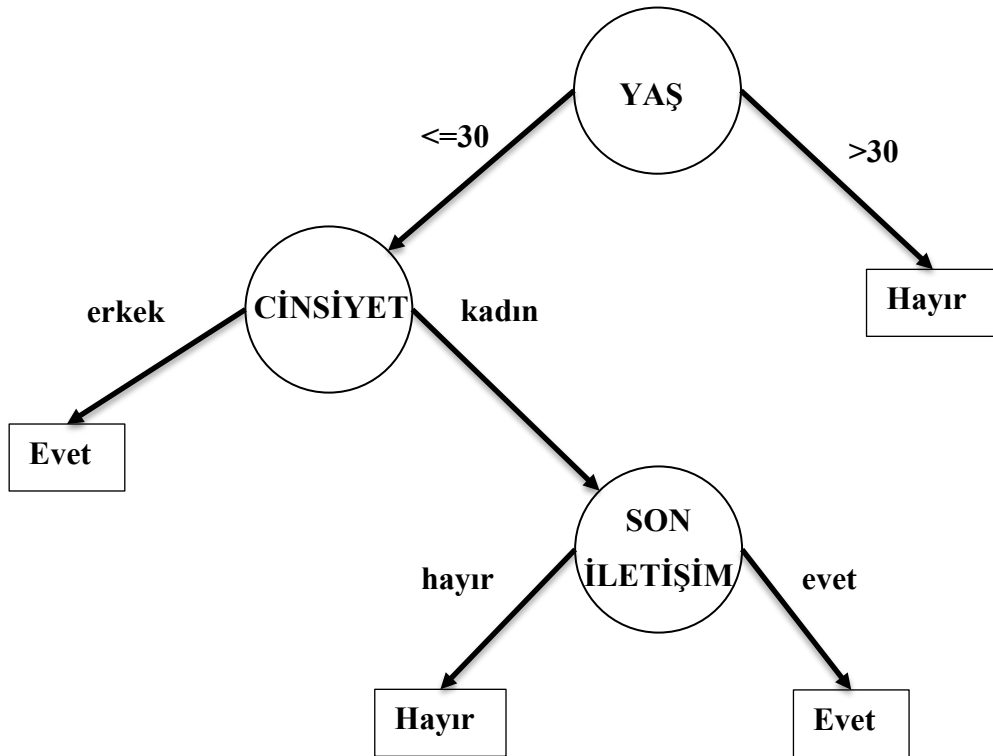 YAŞ
<=30
>30
CİNSİYET
erkek
kadın
Hayır
Evet
SON
İLETİŞİM
hayır
evet
Hayır
Evet